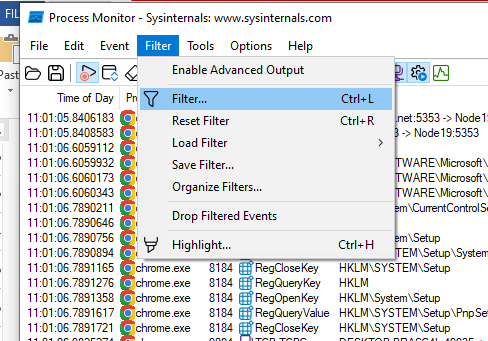 FIL
Process Monitor - Sysinternals: www.sysinternals.com
File Edit Event Filter Tools Options Help
Past
Enable Advanced Output
Filter... Ctrl+L
Reset Filter Ctrl+R
Load Filter
Save Filter...
Organize Filters...
Drop Filtered Events
Highlight... Ctrl+H
Time of Day
11:01:05.8406183 .net:5353 -> Node19
11:01:05.8408583 -> Node19:5353
11:01:06.6059112
11:01:06.6059932 TWARE\Microsoft\
11:01:06.6060173 TWARE\Microsoft\
11:01:06.6060343 TWARE\Microsoft\
11:01:06.7890211 tem\CurrentControlSe
11:01:06.7890646
11:01:06.7890756 tem\Setup
11:01:06.7890894 STEM\Setup\System
11:01:06.7891165 chrome.exe 8184 RegCloseKey HKLM\SYSTEM\Setup
11:01:06.7891276 chrome.exe 8184 RegQueryKey HKLM
11:01:06.7891358 chrome.exe 8184 RegOpenKey HKLM\System\Setup
11:01:06.7891617 chrome.exe 8184 RegQueryValue HKLM\SYSTEM\Setup\PnpSet
11:01:06.7891721 chrome.exe 8184 RegCloseKey HKLM\SYSTEM\Setup